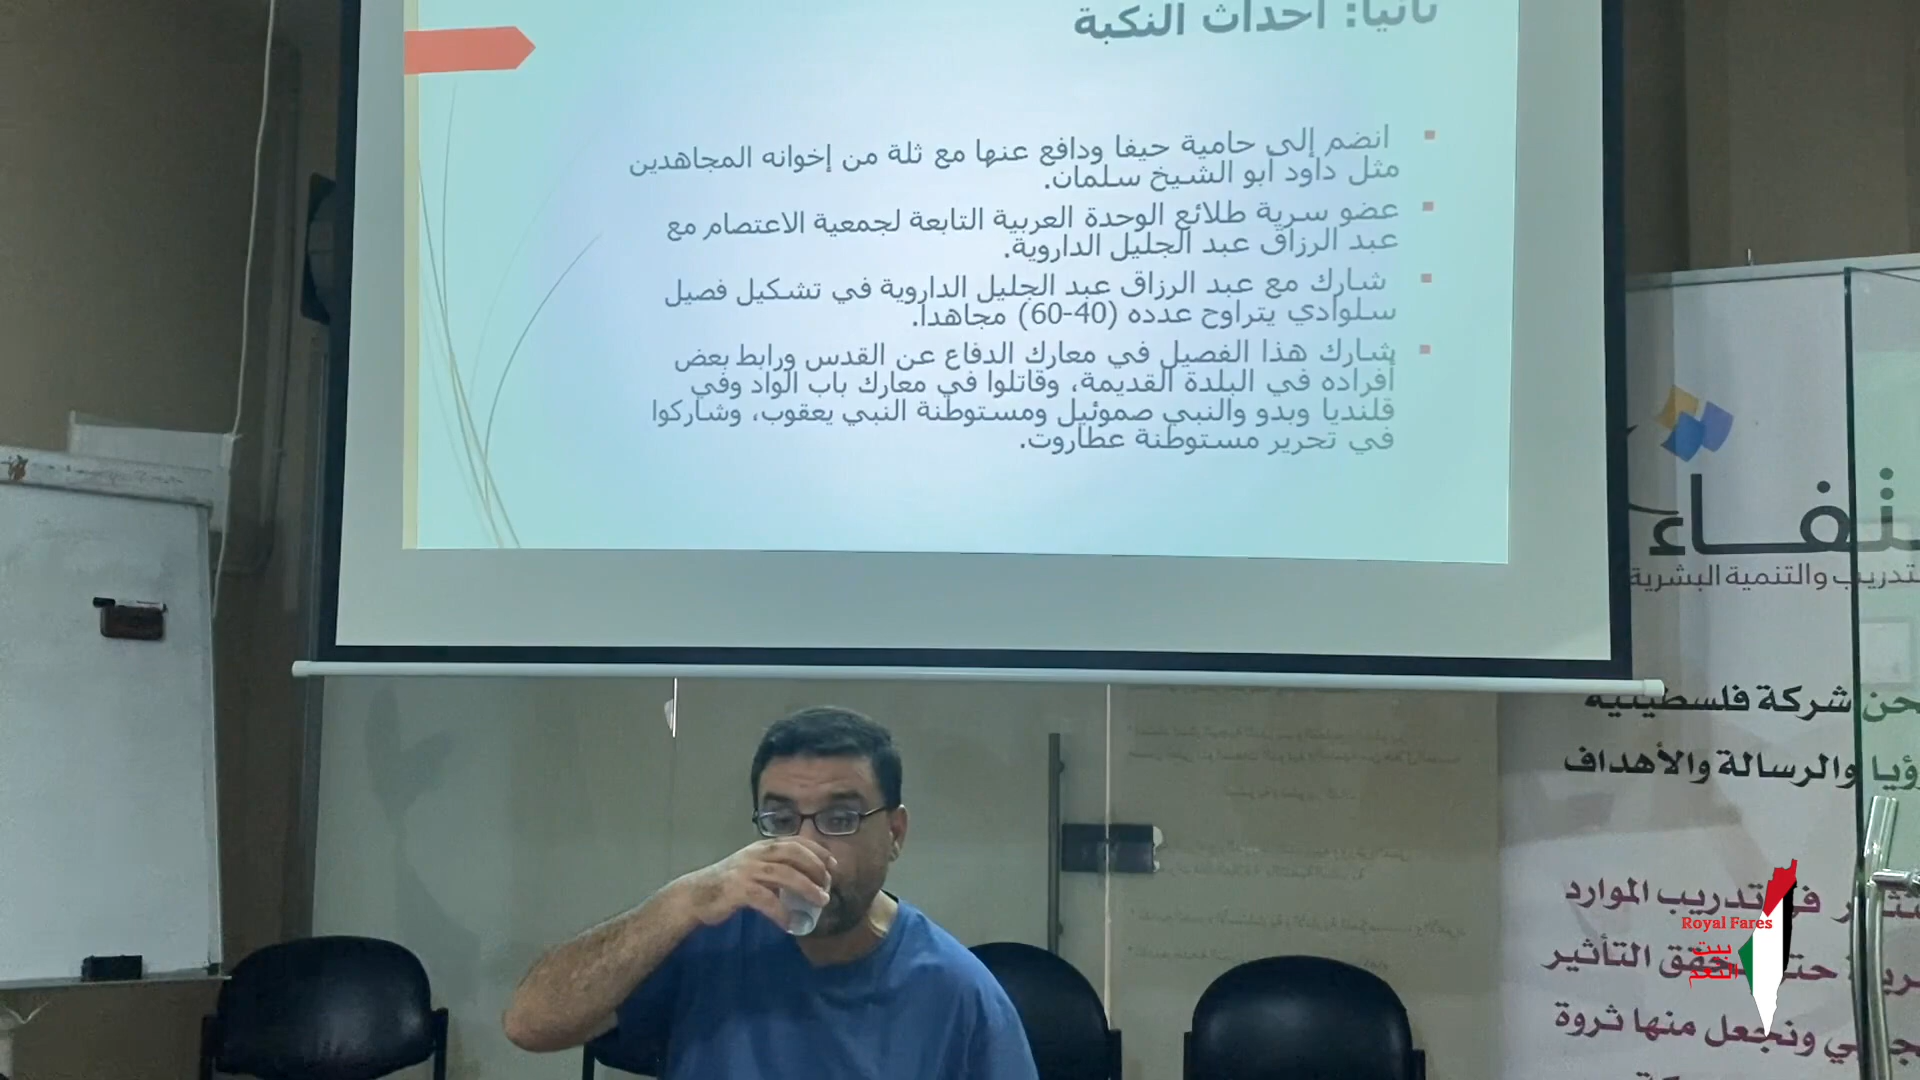 ثانياً: أحداث النكبة
انضم إلى حامية حيفا ودافع عنها مع ثلة من إخوانه المجاهدين
مثل داود أبو الشيخ سلمان.
عضو سرية طلائع الوحدة العربية التابعة لجمعية الاعتصام مع
عبد الرزاق عبد الجليل الداروية.
شارك مع عبد الرزاق عبد الجليل الداروية في تشكيل فصيل
سلوادي يتراوح عدده (40-60) مجاهداً.
شارك هذا الفصيل في معارك الدفاع عن القدس ورابط بعض
أفراده في البلدة القديمة، وقاتلوا في معارك باب الواد وفي
قلنديا وبدو والنبي صموئيل ومستوطنة النبي يعقوب، وشاركوا
في تحرير مستوطنة عطاروت.
للتدريب والتنمية البشرية
نحن شركة فلسطينية
والرسالة والأهداف
تدريب الموارد
نحقق التأثير
ونجعل منها ثروة
Royal Fares
بيت